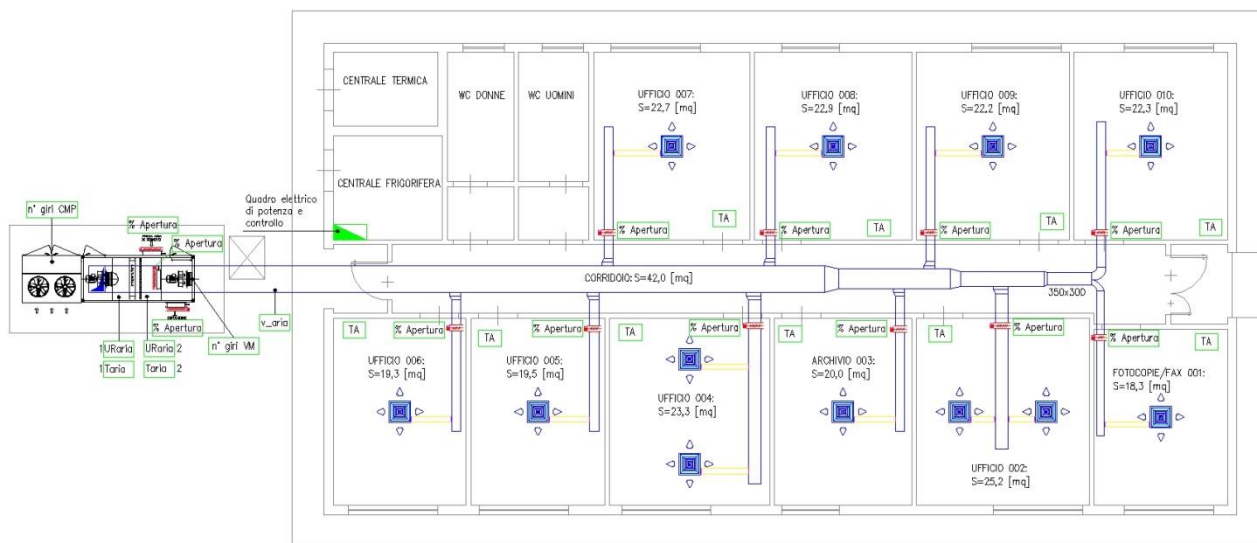 CENTRALE TERMICA
WC DONNE
WC UOMINI
UFFICIO 007:
S=22,7 [mq]
UFFICIO 008:
S=22,9 [mq]
UFFICIO 009:
S=22,2 [mq]
UFFICIO 010:
S=22,3 [mq]
CENTRALE FRIGORIFERA
Quadro elettrico
di potenza e
controllo
n° giri CMP
% Apertura
% Apertura
TA
TA
TA
TA
% Apertura
% Apertura
% Apertura
% Apertura
CORRIDOIO: S=42,0 [mq]
350x300
v_aria
% Apertura
n° giri VM
1URaria
URaria 2
1Taria
Taria 2
TA
% Apertura
TA
% Apertura
TA
% Apertura
TA
% Apertura
TA
% Apertura
% Apertura
TA
UFFICIO 006:
S=19,3 [mq]
UFFICIO 005:
S=19,5 [mq]
UFFICIO 004:
S=23,3 [mq]
ARCHIVIO 003:
S=20,0 [mq]
UFFICIO 002:
S=25,2 [mq]
FOTOCOPIE/FAX 001:
S=18,3 [mq]